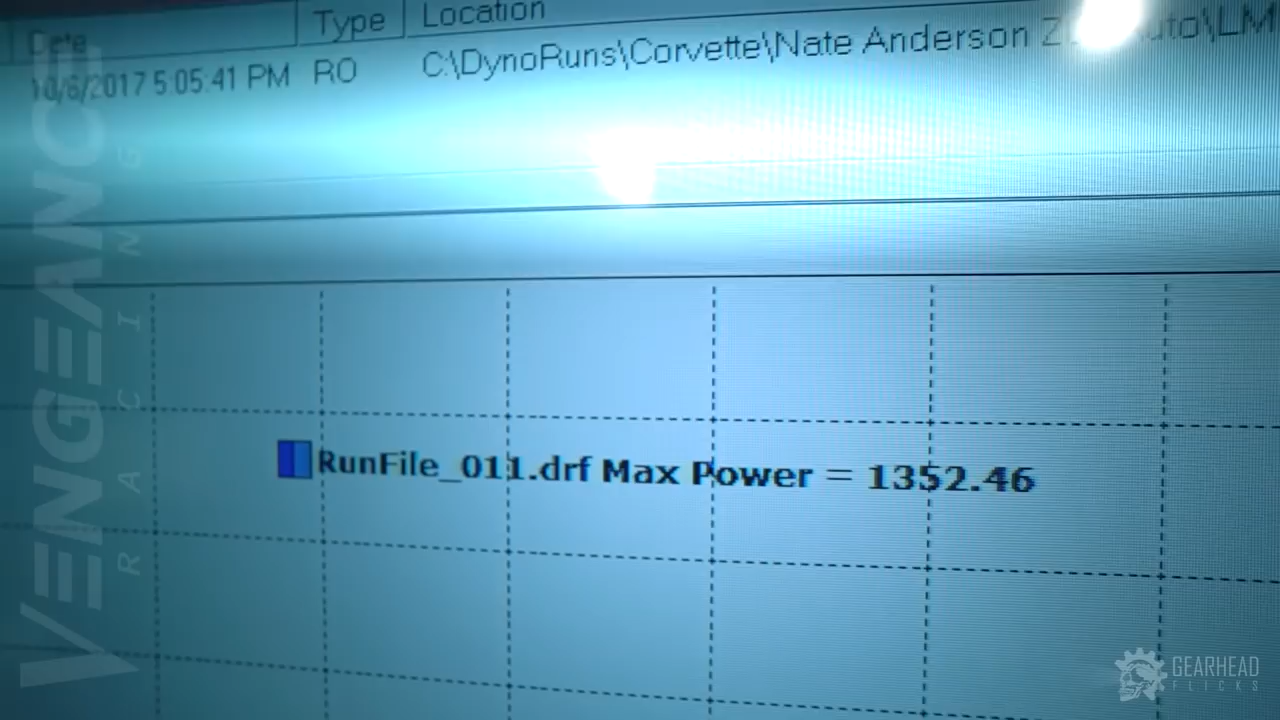 Date Type Location
10/6/2017 5:05:41 PM RO C:\DynoRuns\Corvette\Nate Anderson
RunFile_011.drf Max Power = 1352.46
VENGEANCE
RACING
GEARHEAD
FLICKS